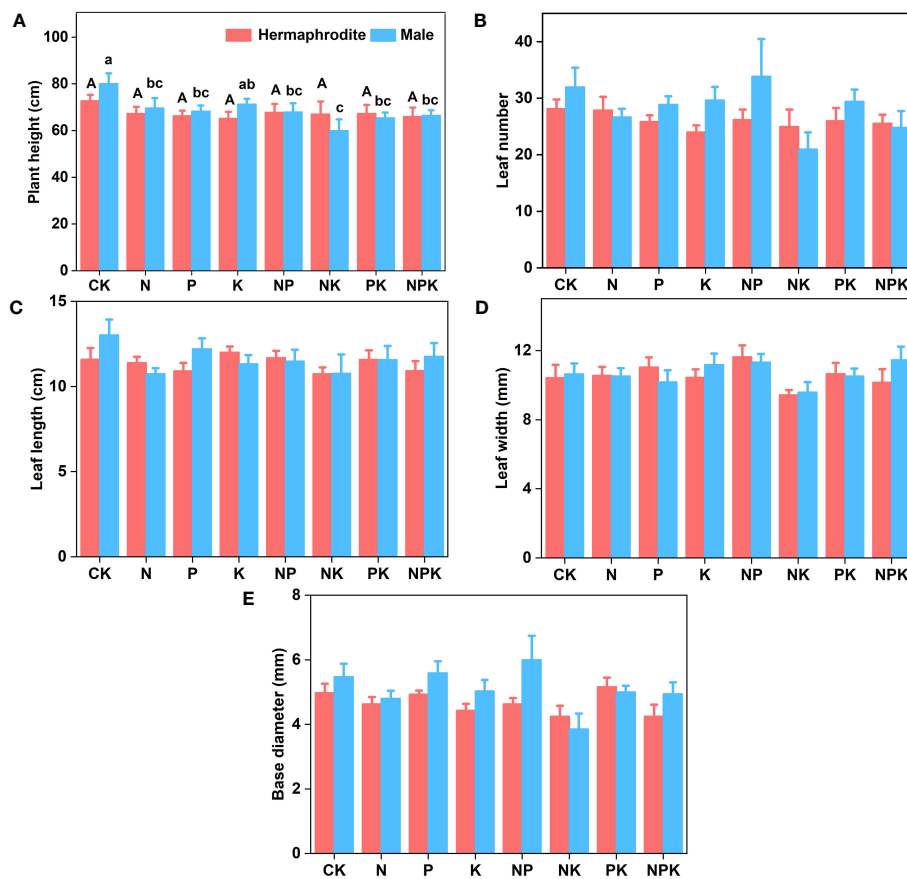 A
Plant height (cm)
100
80
60
40
20
0
Hermaphrodite Male
A a A bc A bc A ab A bc A c A bc A bc
CK N P K NP NK PK NPK
B
Leaf number
40
30
20
10
0
CK N P K NP NK PK NPK
C
Leaf length (cm)
15
10
5
0
CK N P K NP NK PK NPK
D
Leaf width (mm)
12
8
4
0
CK N P K NP NK PK NPK
E
Base diameter (mm)
8
6
4
2
0
CK N P K NP NK PK NPK